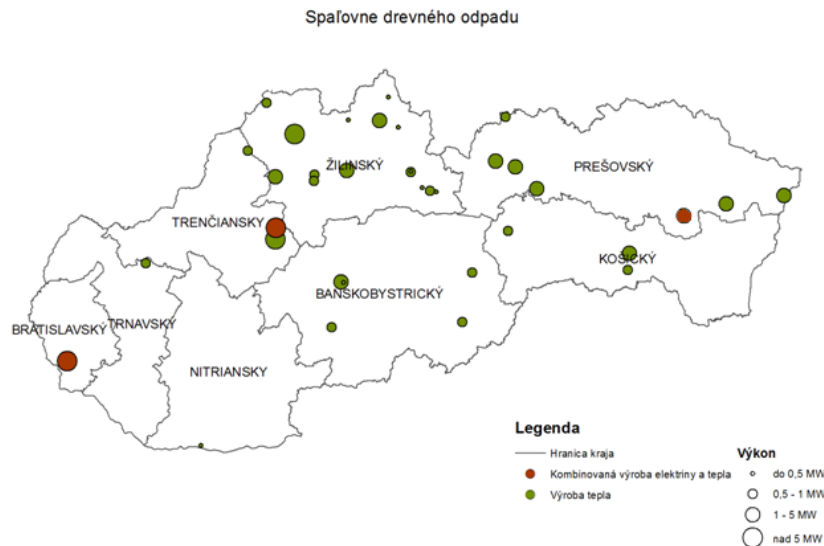 Spaľovne drevného odpadu
ŽILINSKÝ
PREŠOVSKÝ
TRENČIANSKY
KOŠICKÝ
BANSKOBYSTRICKÝ
BRATISLAVSKÝ
TRNAVSKÝ
NITRIANSKY
Legenda
Hranica kraja
Kombinovaná výroba elektriny a tepla
Výroba tepla
Výkon
do 0,5 MW
0,5 - 1 MW
1 - 5 MW
nad 5 MW